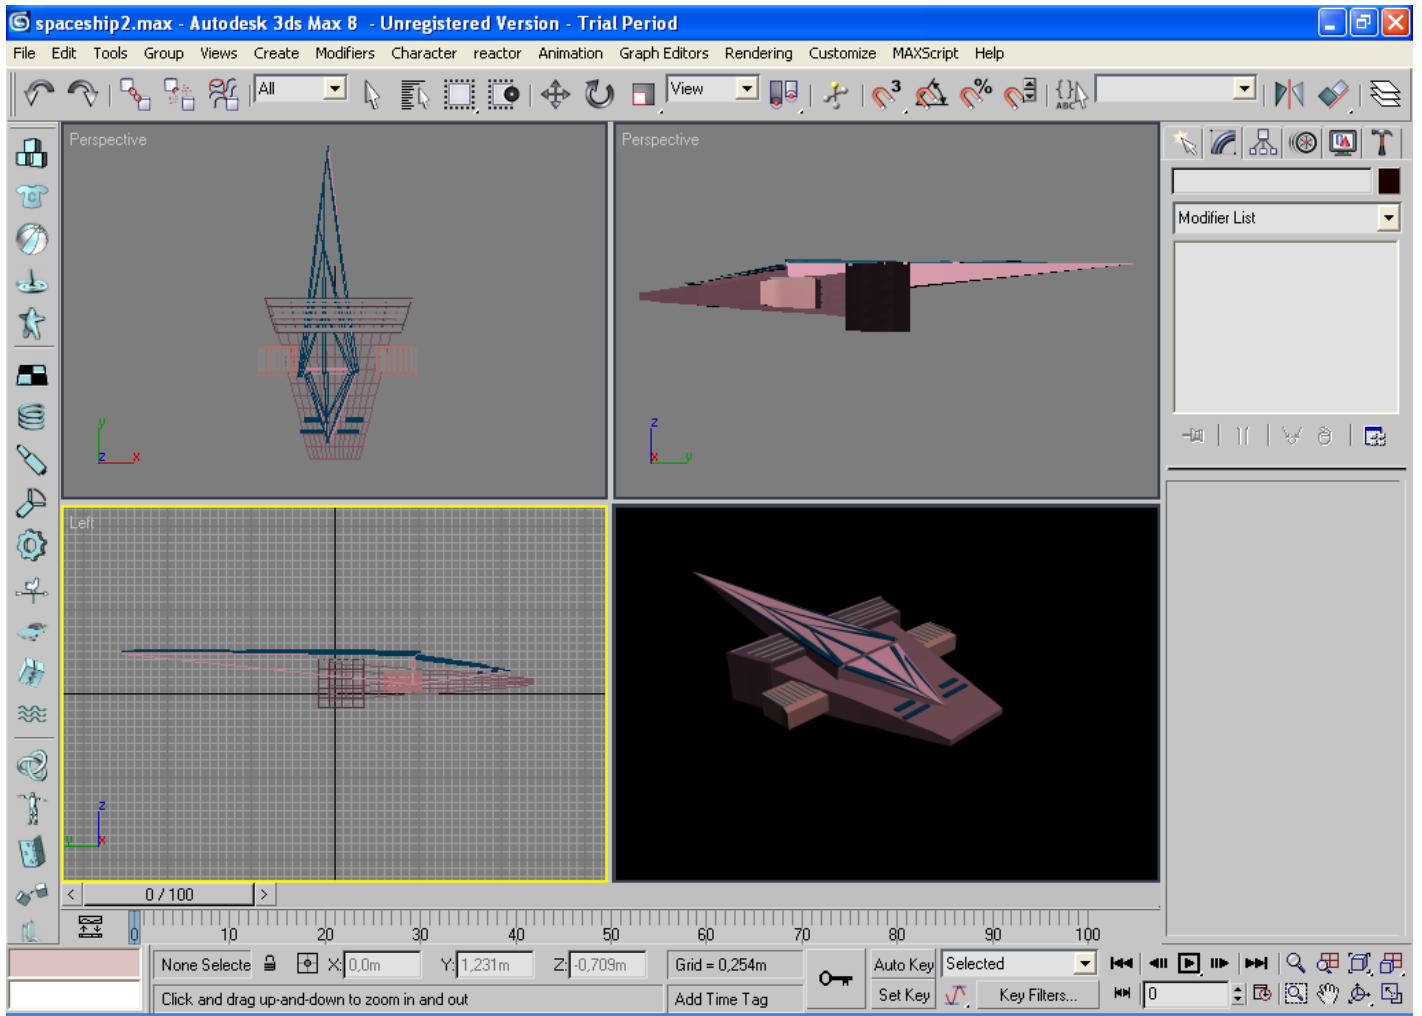 spaceship2.max - Autodesk 3ds Max 8 - Unregistered Version - Trial Period
File Edit Tools Group Views Create Modifiers Character reactor Animation Graph Editors Rendering Customize MAXScript Help
All View 3 % {} ABC
Perspective Perspective
Modifier List
y z x
z x y
Left
z y x
< 0 / 100 >
0 10 20 30 40 50 60 70 80 90 100
None Selecte X: 0,0m Y: 1,231m Z: -0,709m Grid = 0,254m Auto Key Selected
Click and drag up-and-down to zoom in and out Add Time Tag Set Key Key Filters... 0